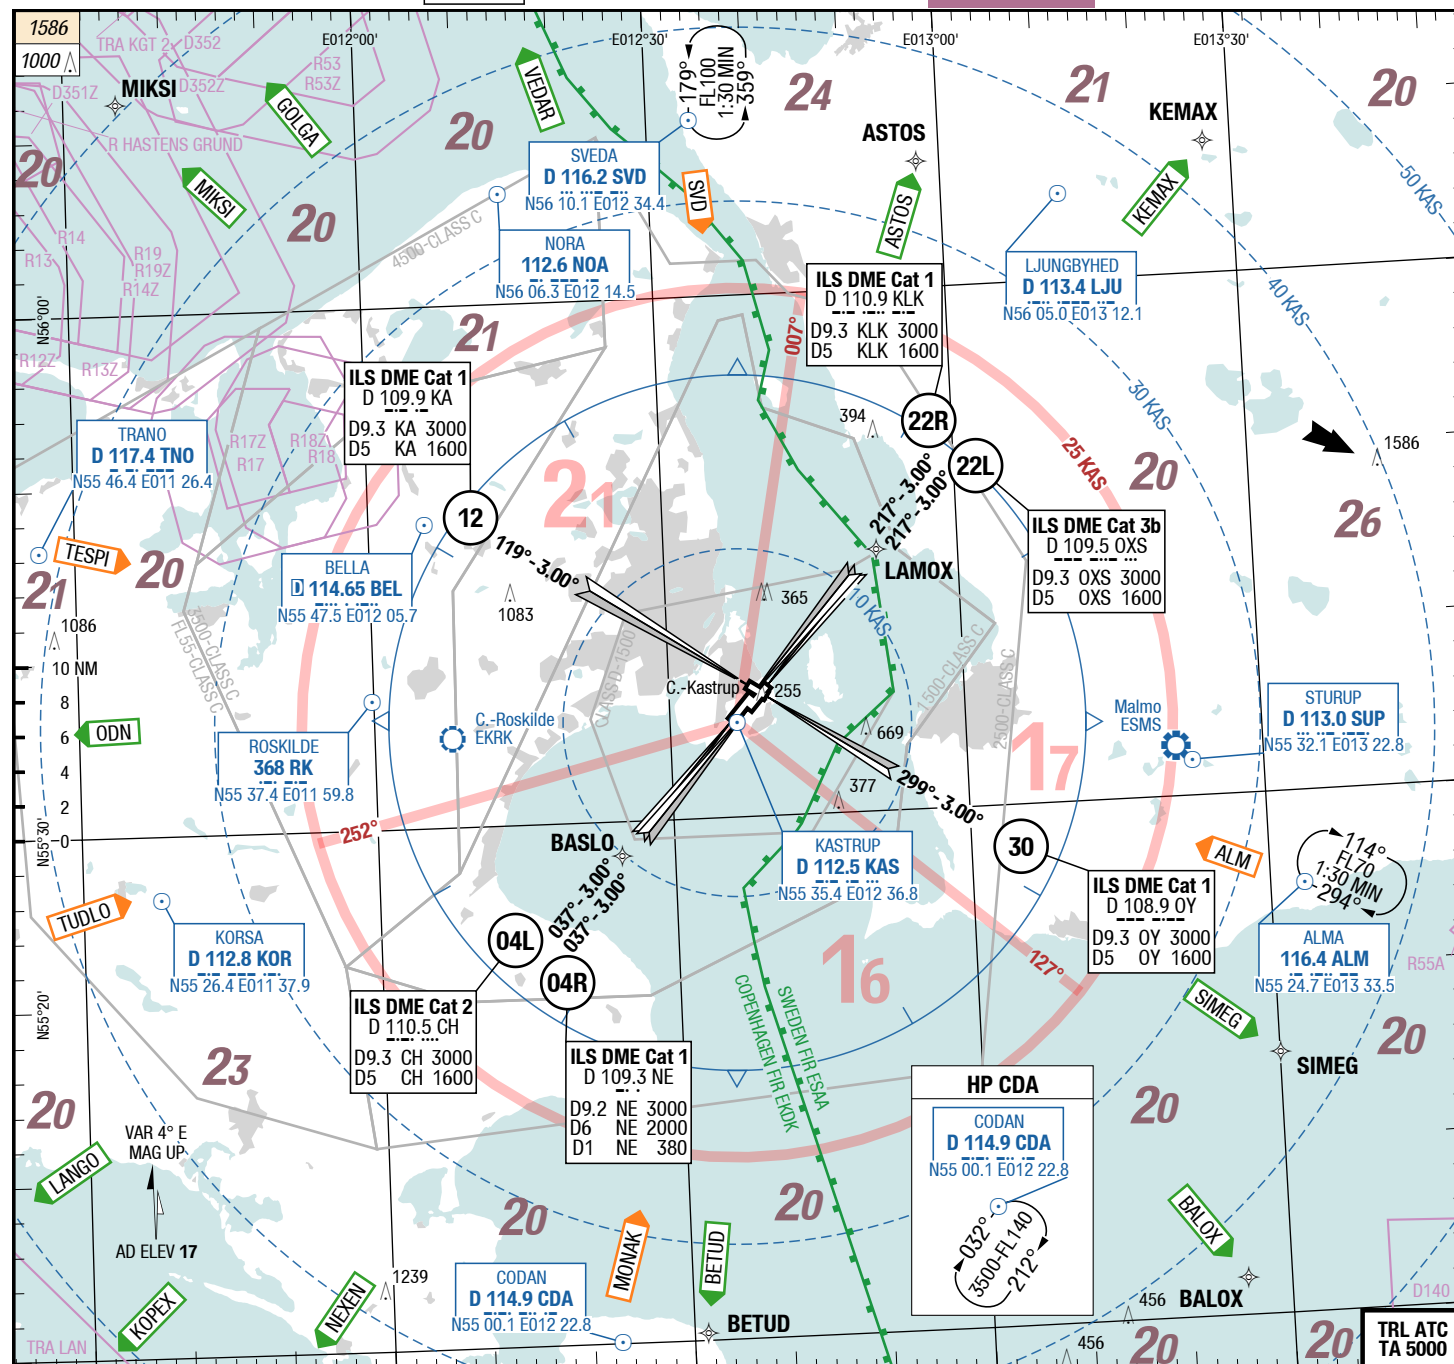 1586
1000
E012°00'
E012°30'
E013°00'
E013°30'
TRA KGT 2
D352
R53
R53Z
D351Z
D352Z
MIKSI
GOLGA
VEDAR
R HASTENS GRUND
MIKSI
20
20
20
24
21
20
179°
FL100
1:30 MIN
359°
ASTOS
KEMAX
KEMAX
ASTOS
SVD
SVEDA
D 116.2 SVD
N56 10.1 E012 34.4
NORA
112.6 NOA
N56 06.3 E012 14.5
4500-CLASS C
50 KAS
40 KAS
30 KAS
25 KAS
10 KAS
R14
R13
R19
R19Z
R14Z
N56°00'
R12Z
R13Z
21
ILS DME Cat 1
D 110.9 KLK
D9.3 KLK 3000
D5 KLK 1600
LJUNGBYHED
D 113.4 LJU
N56 05.0 E013 12.1
007°
ILS DME Cat 1
D 109.9 KA
D9.3 KA 3000
D5 KA 1600
TRANO
D 117.4 TNO
N55 46.4 E011 26.4
R17Z
R17
R18Z
R18
394
22R
22L
1586
20
26
21
12
119°-3.00°
217°-3.00°
217°-3.00°
ILS DME Cat 3b
D 109.5 OXS
D9.3 OXS 3000
D5 OXS 1600
TESPI
20
21
BELLA
D 114.65 BEL
N55 47.5 E012 05.7
LAMOX
1083
365
1086
3500-CLASS C
FL55-CLASS C
CLASS D-1500
1500-CLASS C
2500-CLASS C
10 NM
8
6
4
2
0
C.-Kastrup
255
ODN
C.-Roskilde
EKRK
ROSKILDE
368 RK
N55 37.4 E011 59.8
669
377
299°-3.00°
17
Malmo
ESMS
STURUP
D 113.0 SUP
N55 32.1 E013 22.8
252°
N55°30'
BASLO
KASTRUP
D 112.5 KAS
N55 35.4 E012 36.8
30
ALM
114°
FL70
1:30 MIN
294°
ILS DME Cat 1
D 108.9 OY
D9.3 OY 3000
D5 OY 1600
TUDLO
KORSA
D 112.8 KOR
N55 26.4 E011 37.9
037°-3.00°
037°-3.00°
04L
04R
16
127°
ALMA
116.4 ALM
N55 24.7 E013 33.5
R55A
SIMEG
20
SIMEG
N55°20'
ILS DME Cat 2
D 110.5 CH
D9.3 CH 3000
D5 CH 1600
ILS DME Cat 1
D 109.3 NE
D9.2 NE 3000
D6 NE 2000
D1 NE 380
SWEDEN FIR ESAA
COPENHAGEN FIR EKDK
23
20
HP CDA
CODAN
D 114.9 CDA
N55 00.1 E012 22.8
032°
3500-FL140
212°
20
VAR 4° E
MAG UP
AD ELEV 17
LANGO
20
20
MONAK
BETUD
BALOX
KOPEX
NEXEN
1239
CODAN
D 114.9 CDA
N55 00.1 E012 22.8
BETUD
456
BALOX
456
D140
TRA LAN
20
20
TRL ATC
TA 5000